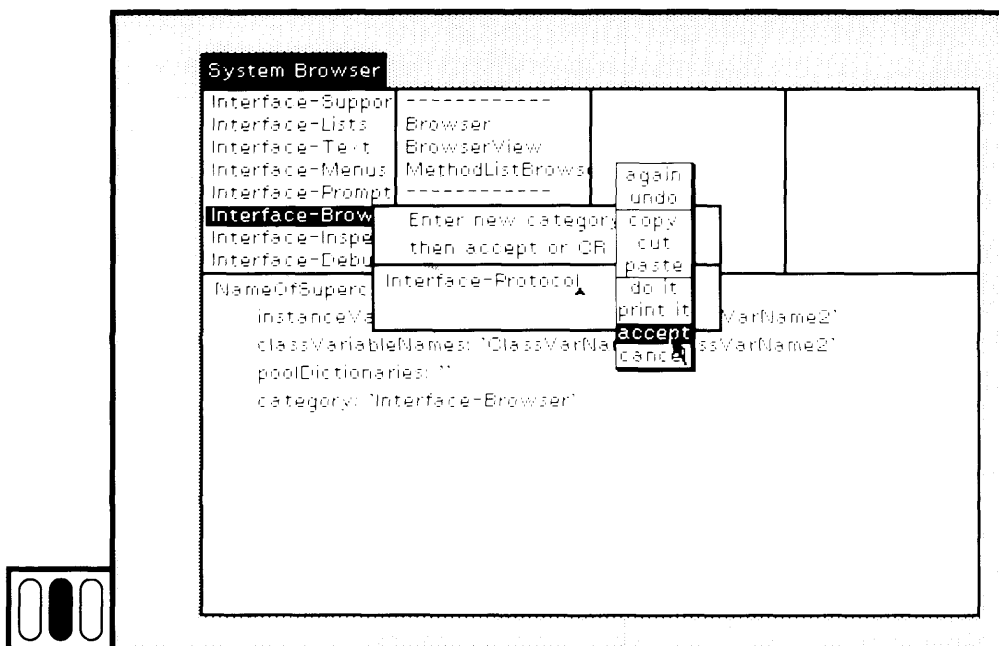 System Browser
Interface-Suppor
Interface-Lists
Interface-Text
Interface-Menus
Interface-Prompt
Interface-Brow
Interface-Inspe
Interface-Debu
------------
Browser
BrowserView
MethodListBrows
------------
Enter new category
then accept or CR
Interface-Protocol
again
undo
copy
cut
paste
do it
print it
accept
cancel
NameOfSuperc
instanceVa VarName2'
classVariableNames: 'ClassVarNa ssVarName2'
poolDictionaries: ''
category: 'Interface-Browser'